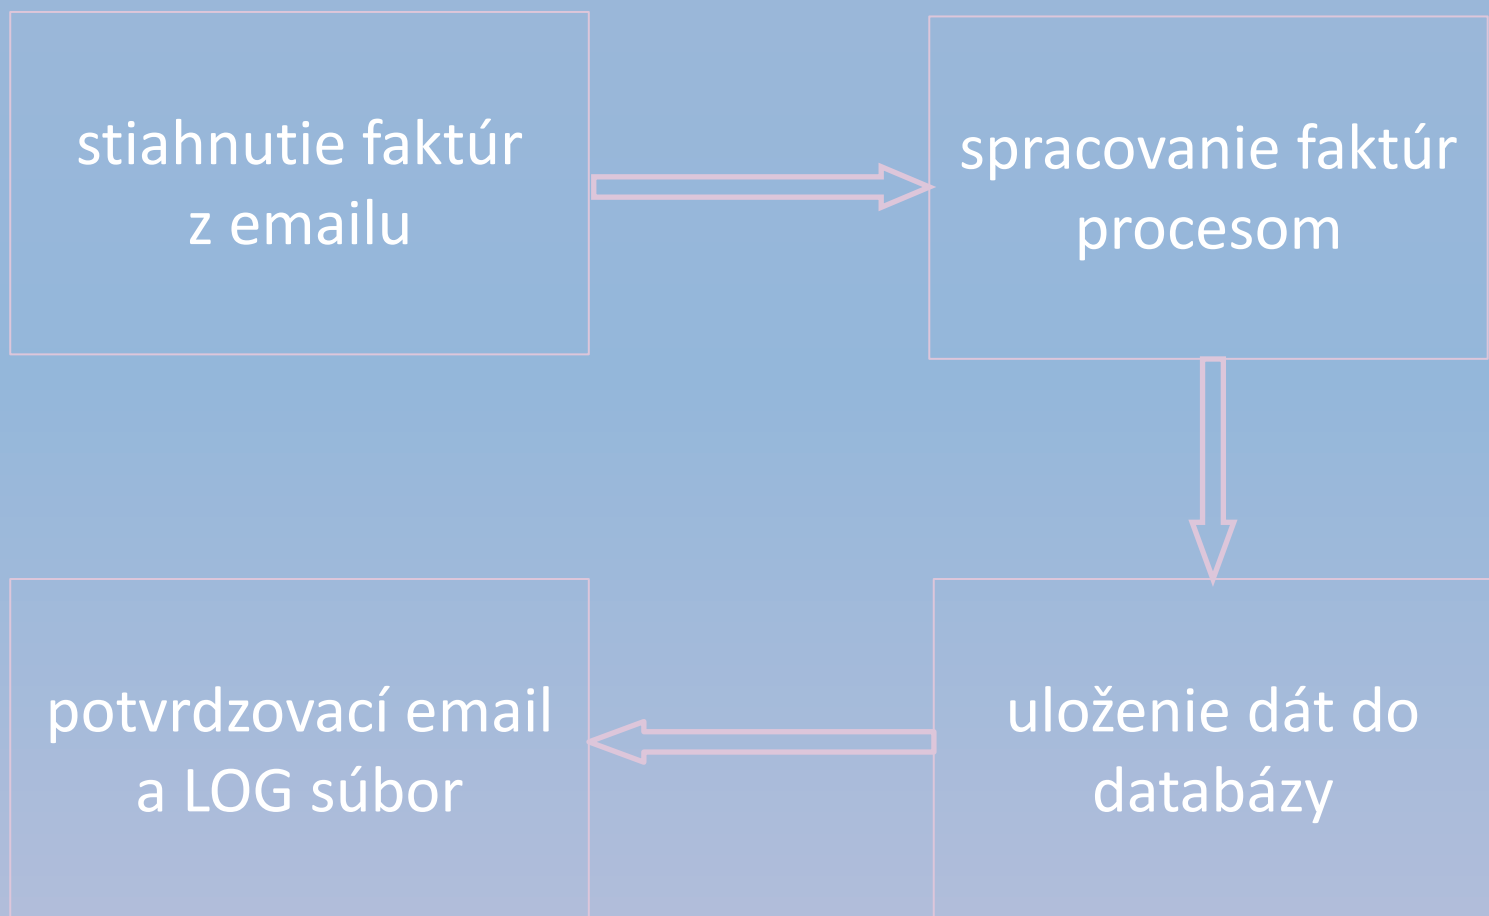 stiahnutie faktúr
z emailu
spracovanie faktúr
procesom
uloženie dát do
databázy
potvrdzovací email
a LOG súbor